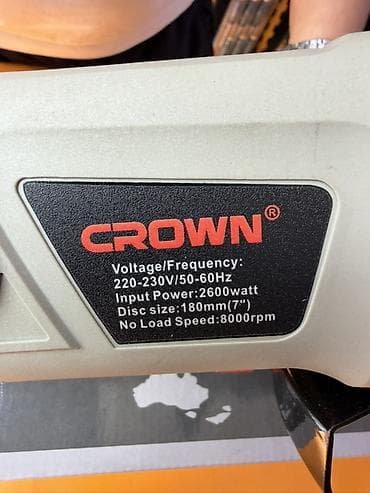 CROWN®
Voltage/Frequency:
220-230V/50-60Hz
Input Power:2600watt
Disc size:180mm(7")
No Load Speed:8000rpm